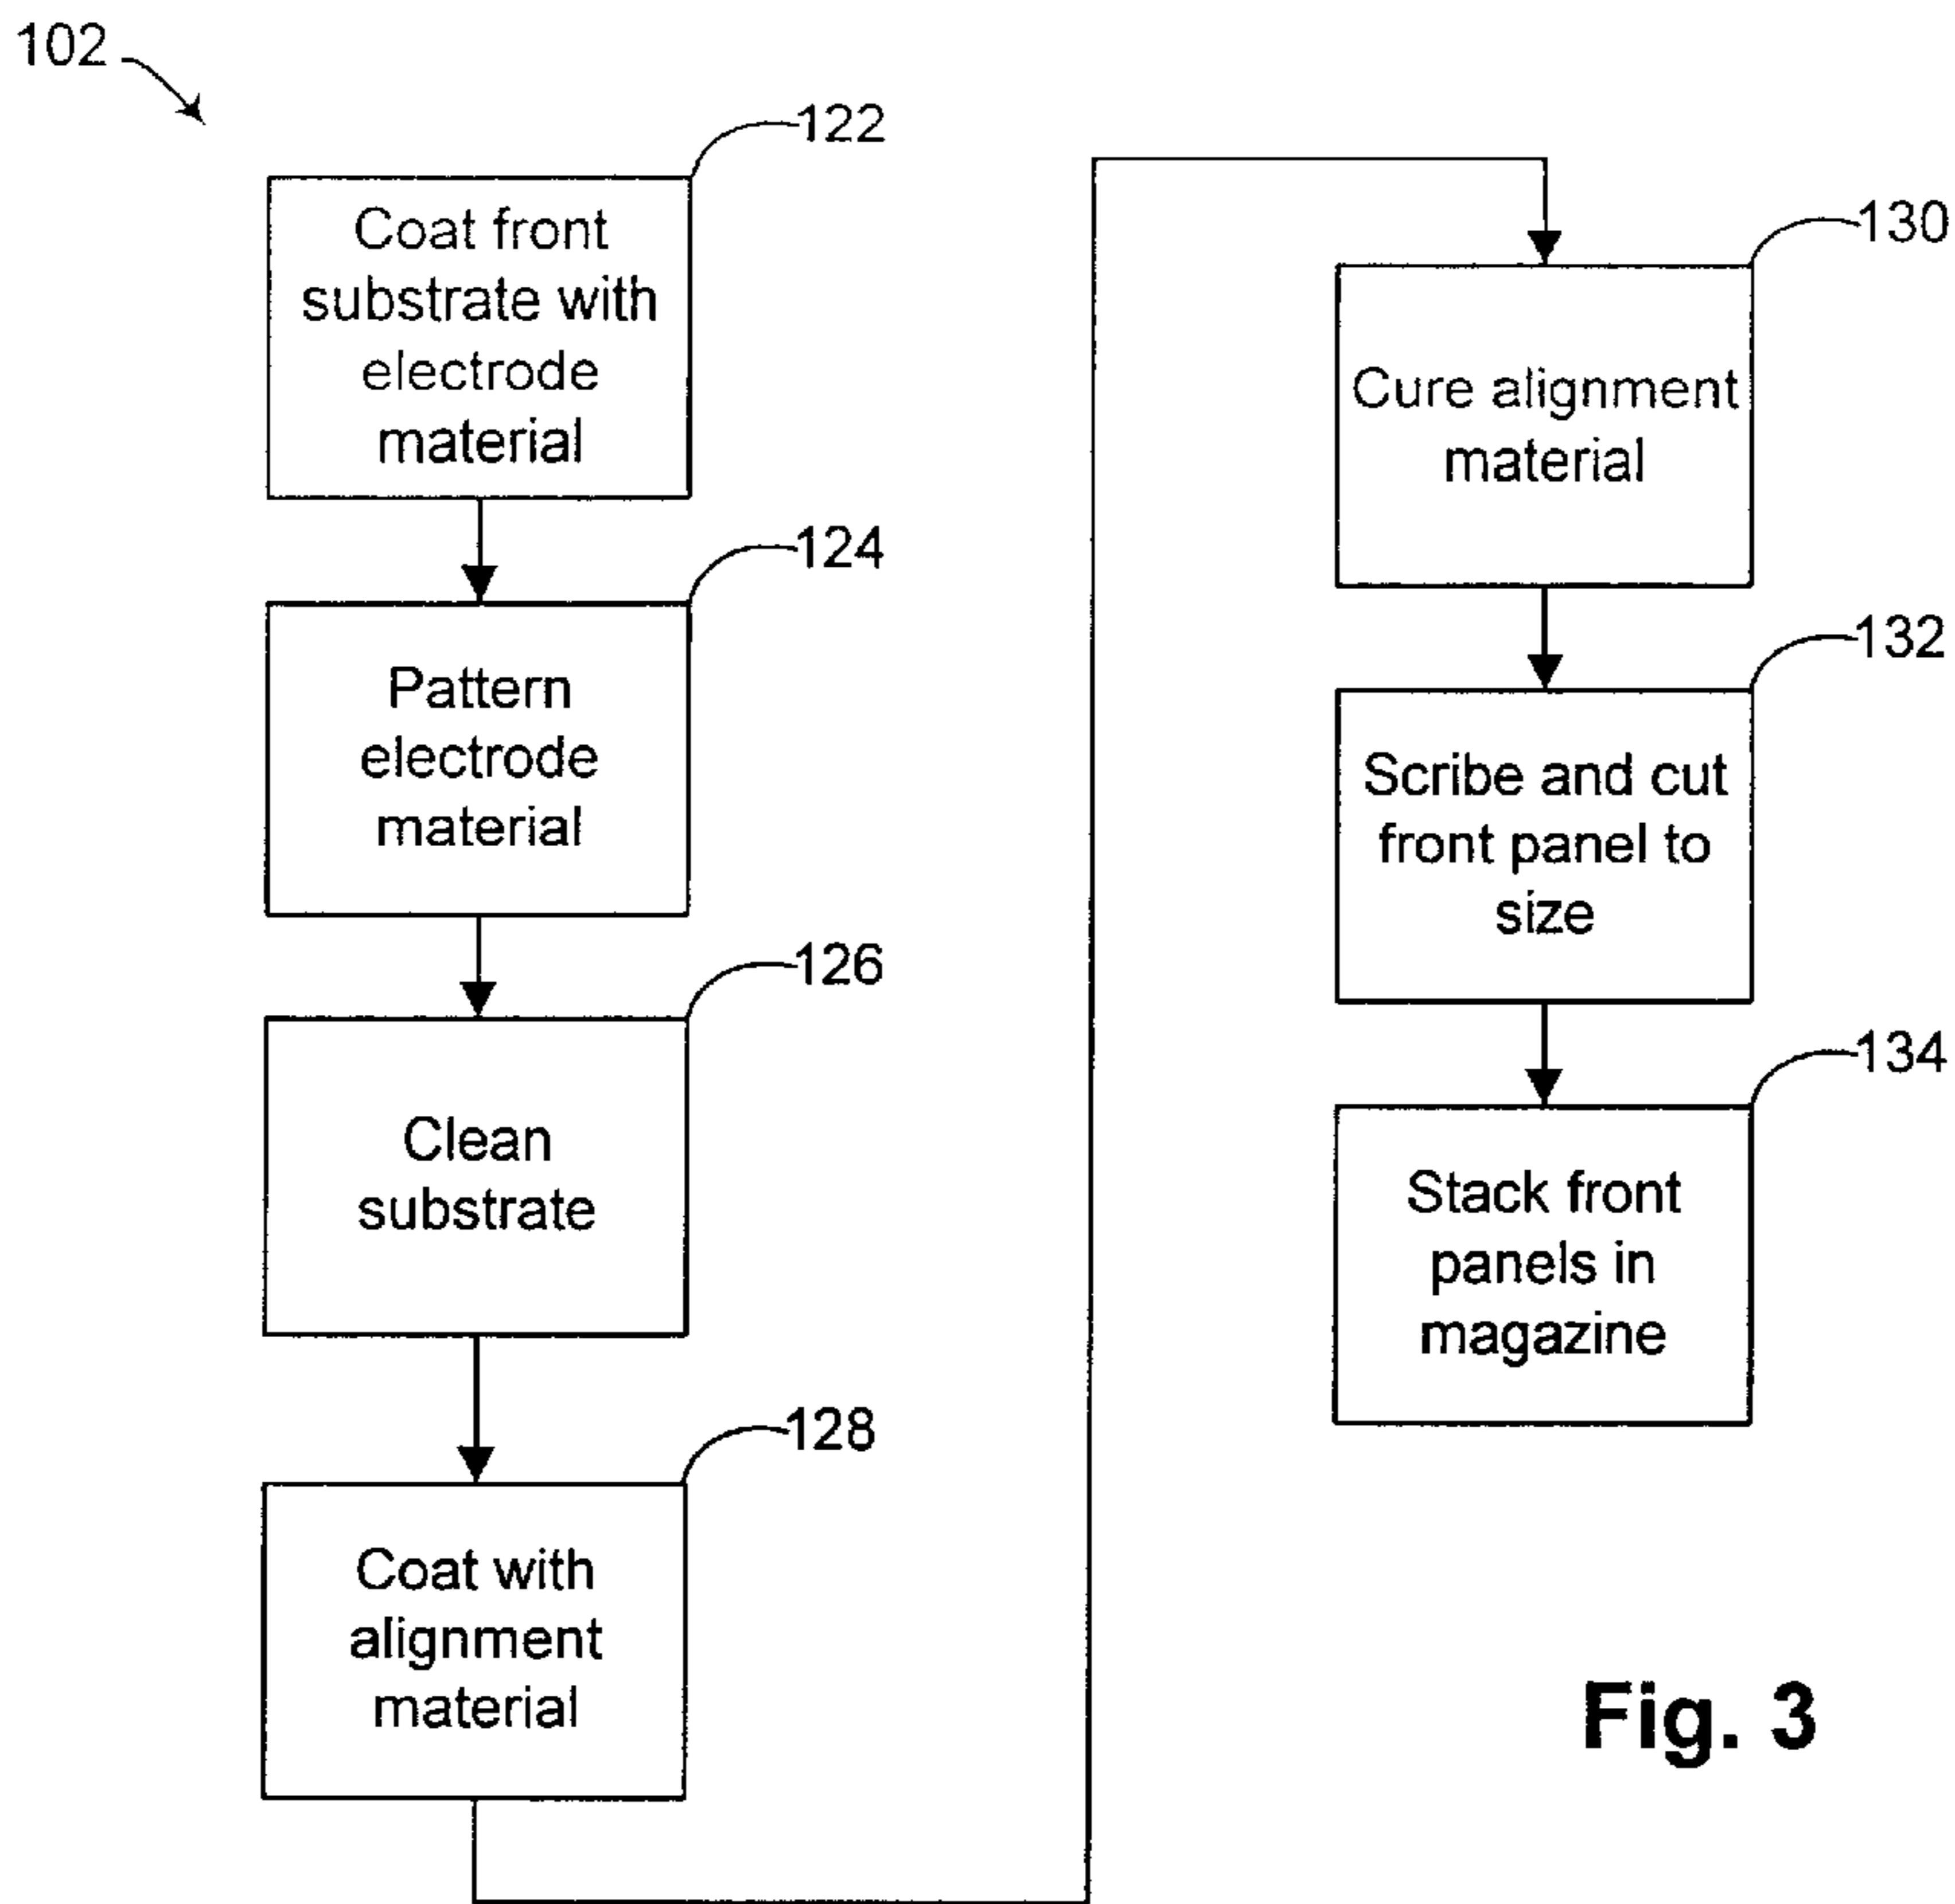 102
122
Coat front
substrate with
electrode
material
124
Pattern
electrode
material
126
Clean
substrate
128
Coat with
alignment
material
130
Cure alignment
material
132
Scribe and cut
front panel to
size
134
Stack front
panels in
magazine
Fig. 3